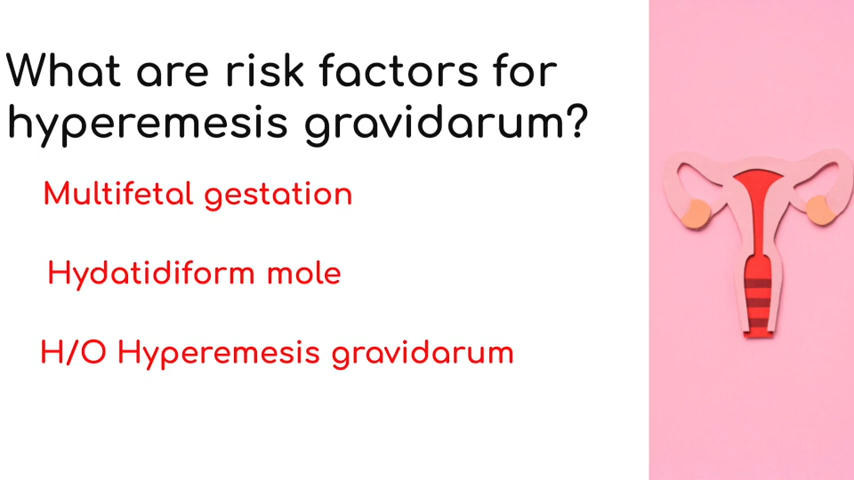 What are risk factors for
hyperemesis gravidarum?
Multifetal gestation
Hydatidiform mole
H/O Hyperemesis gravidarum